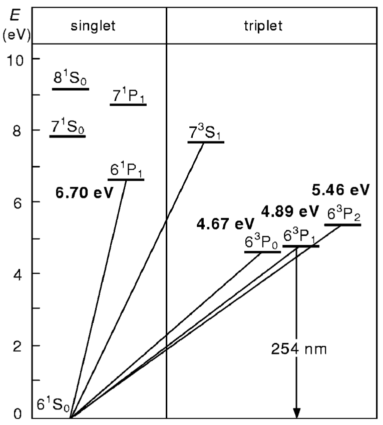 E
(eV)
singlet
triplet
10
8¹S₀
7¹P₁
8
7¹S₀
7³S₁
6¹P₁
6.70 eV
5.46 eV
4.89 eV
4.67 eV
6³P₂
6³P₁
6³P₀
6
4
2
254 nm
6¹S₀
0